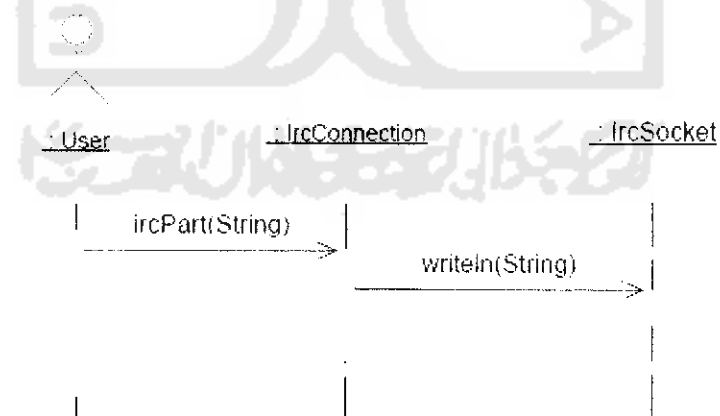 : User
: IrcConnection
: IrcSocket
ircPart(String)
writeln(String)